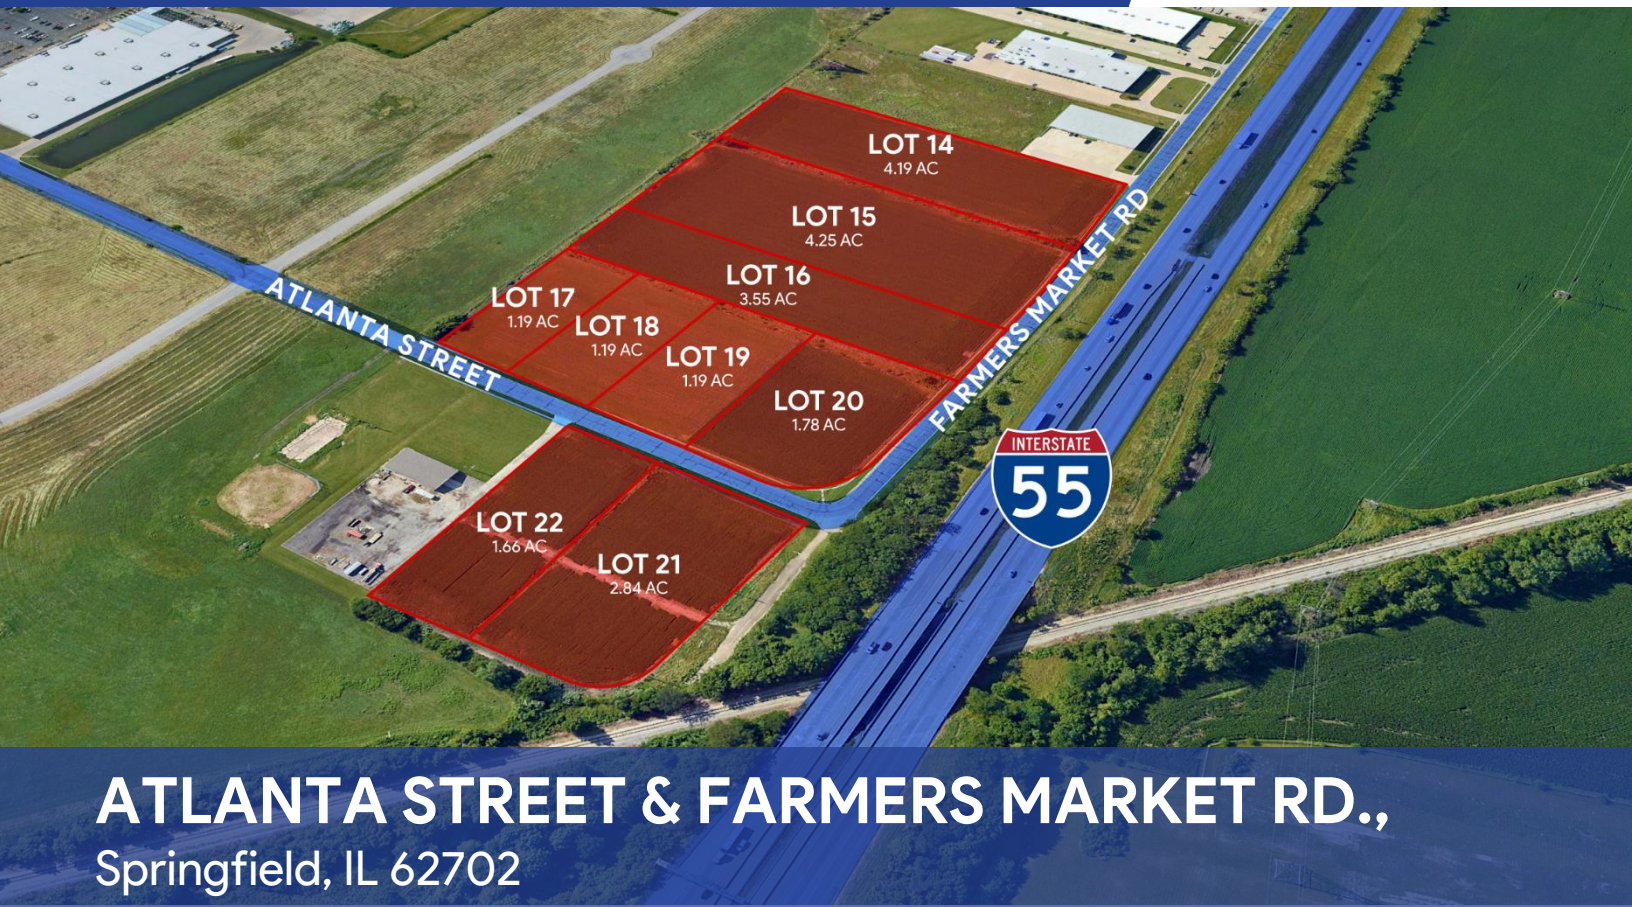 LOT 14
4.19 AC
LOT 15
4.25 AC
LOT 16
3.55 AC
LOT 17
1.19 AC
LOT 18
1.19 AC
LOT 19
1.19 AC
LOT 20
1.78 AC
ATLANTA STREET
FARMERS MARKET RD
INTERSTATE
55
LOT 22
1.66 AC
LOT 21
2.84 AC
ATLANTA STREET & FARMERS MARKET RD.,
Springfield, IL 62702